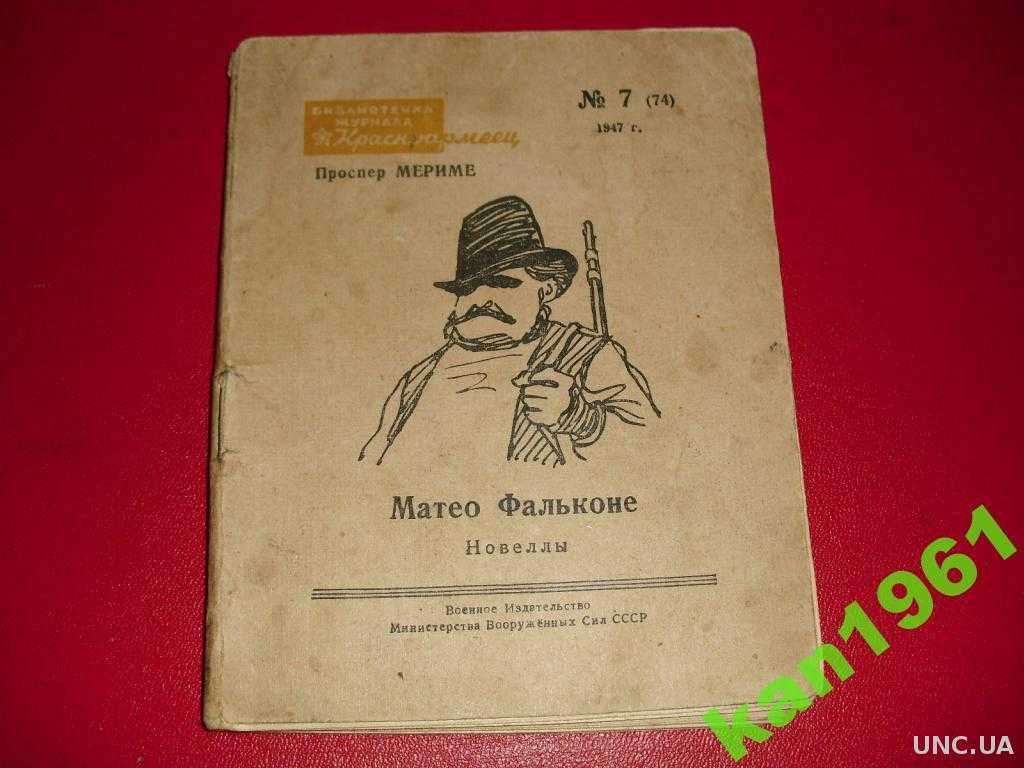 БИБЛИОТЕЧКА
ЖУРНАЛА
Красноармеец
№ 7 (74)
1947 г.
Проспер МЕРИМЕ
Матео Фальконе
Новеллы
Военное Издательство
Министерства Вооружённых Сил СССР
kan1961
UNC.UA